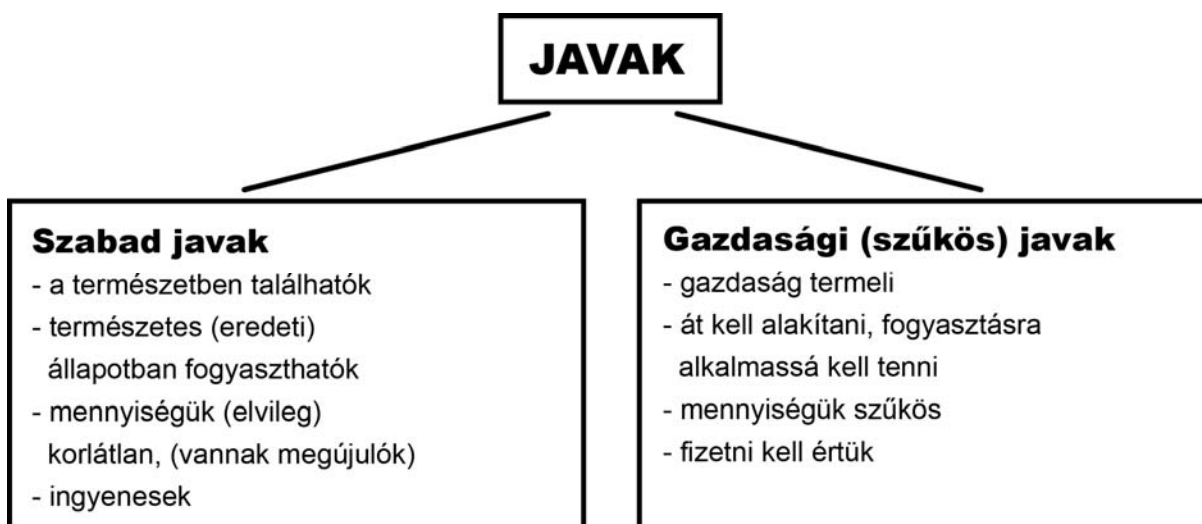 JAVAK
Szabad javak
- a természetben találhatók
- természetes (eredeti)
állapotban fogyaszthatók
- mennyiségük (elvileg)
korlátlan, (vannak megújulók)
- ingyenesek
Gazdasági (szűkös) javak
- gazdaság termeli
- át kell alakítani, fogyasztásra
alkalmassá kell tenni
- mennyiségük szűkös
- fizetni kell értük